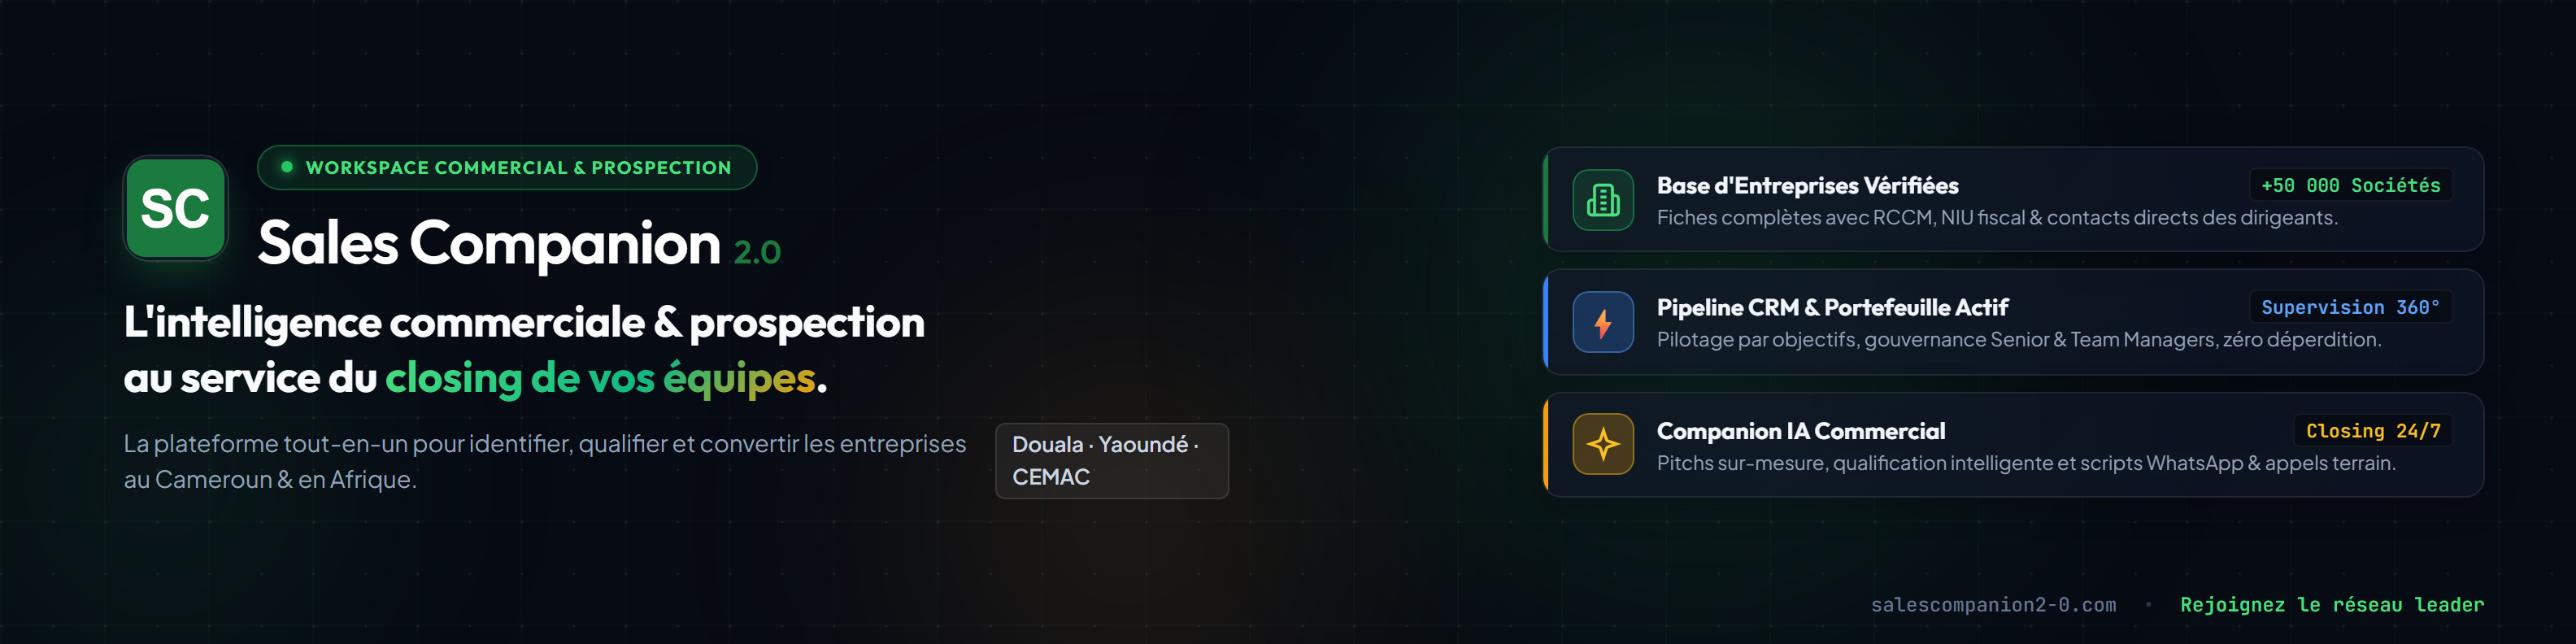 SC
WORKSPACE COMMERCIAL & PROSPECTION
Sales Companion 2.0
L'intelligence commerciale & prospection
au service du closing de vos équipes.
La plateforme tout-en-un pour identifier, qualifier et convertir les entreprises
au Cameroun & en Afrique.
Douala · Yaoundé ·
CEMAC
Base d'Entreprises Vérifiées
+50 000 Sociétés
Fiches complètes avec RCCM, NIU fiscal & contacts directs des dirigeants.
Pipeline CRM & Portefeuille Actif
Supervision 360°
Pilotage par objectifs, gouvernance Senior & Team Managers, zéro déperdition.
Companion IA Commercial
Closing 24/7
Pitchs sur-mesure, qualification intelligente et scripts WhatsApp & appels terrain.
salescompanion2-0.com • Rejoignez le réseau leader